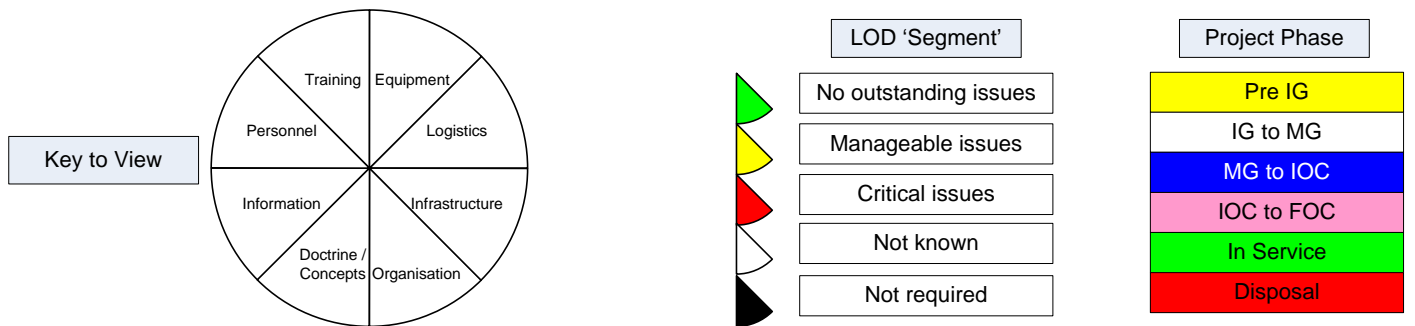 Key to View
Training
Equipment
Personnel
Logistics
Information
Infrastructure
Doctrine /
Concepts
Organisation
LOD ‘Segment’
No outstanding issues
Manageable issues
Critical issues
Not known
Not required
Project Phase
Pre IG
IG to MG
MG to IOC
IOC to FOC
In Service
Disposal